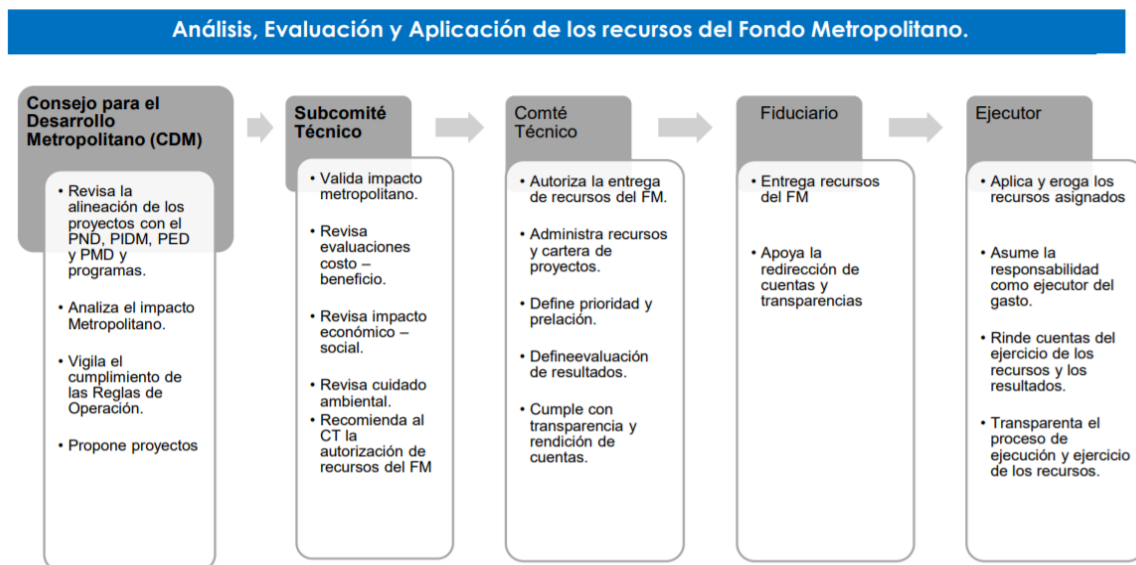 Análisis, Evaluación y Aplicación de los recursos del Fondo Metropolitano.
Consejo para el
Desarrollo
Metropolitano (CDM)
• Revisa la
alineación de los
proyectos con el
PND, PIDM, PED
y PMD y
programas.
• Analiza el impacto
Metropolitano.
• Vigila el
cumplimiento de
las Reglas de
Operación.
• Propone proyectos
Subcomité
Técnico
• Valida impacto
metropolitano.
• Revisa
evaluaciones
costo –
beneficio.
• Revisa impacto
económico –
social.
• Revisa cuidado
ambiental.
• Recomienda al
CT la
autorización de
recursos del FM
Comté
Técnico
• Autoriza la entrega
de recursos del FM.
• Administra recursos
y cartera de
proyectos.
• Define prioridad y
prelación.
• Defineevaluación
de resultados.
• Cumple con
transparencia y
rendición de
cuentas.
Fiduciario
• Entrega recursos
del FM
• Apoya la
redirección de
cuentas y
transparencias
Ejecutor
• Aplica y eroga los
recursos asignados
• Asume la
responsabilidad
como ejecutor del
gasto.
• Rinde cuentas del
ejercicio de los
recursos y los
resultados.
• Transparenta el
proceso de
ejecución y ejercicio
de los recursos.